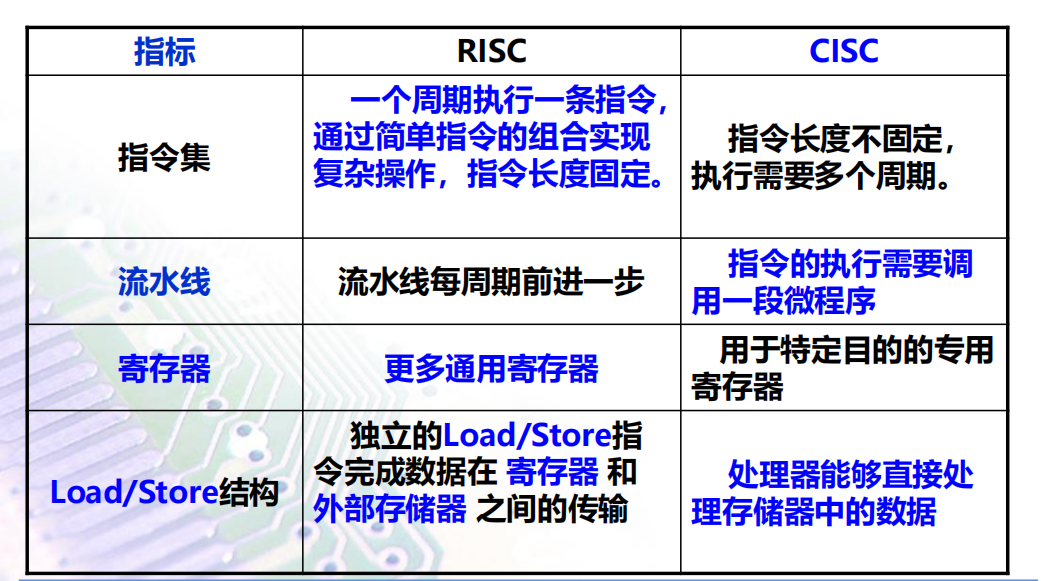 指标 RISC CISC
指令集
一个周期执行一条指令，
通过简单指令的组合实现
复杂操作，指令长度固定。
指令长度不固定，
执行需要多个周期。
流水线
流水线每周期前进一步
指令的执行需要调
用一段微程序
寄存器
更多通用寄存器
用于特定目的的专用
寄存器
Load/Store结构
独立的Load/Store指
令完成数据在 寄存器 和
外部存储器 之间的传输
处理器能够直接处
理存储器中的数据